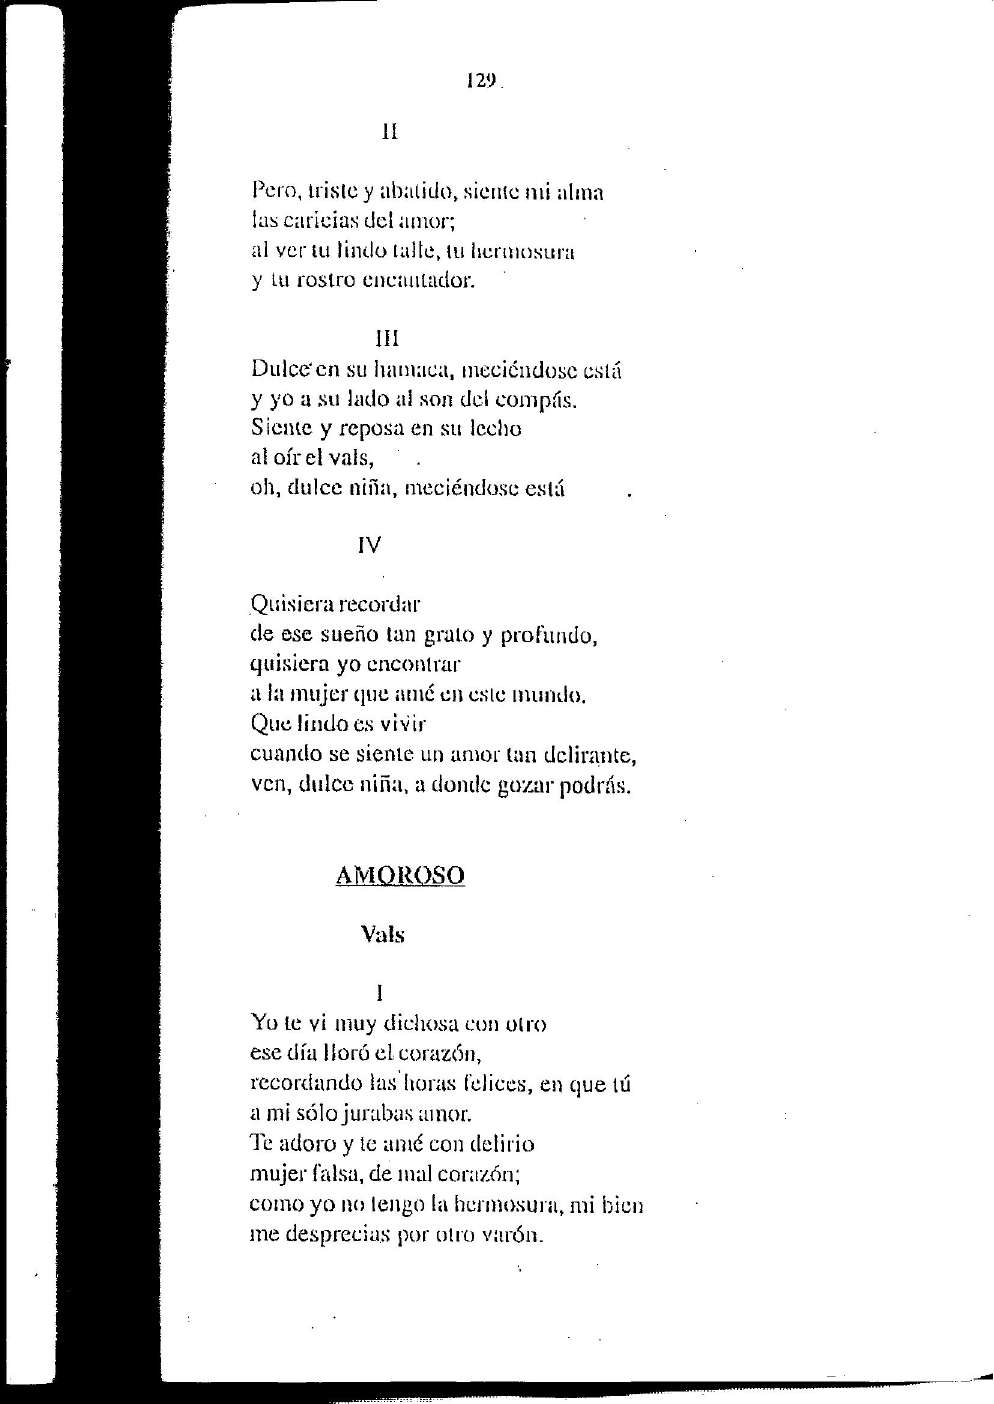 129
II
Pero, triste y abatido, siente mi alma
las caricias del amor;
al ver tu lindo talle, tu hermosura
y tu rostro encantador.
III
Dulce en su hamaca, meciéndose está
y yo a su lado al son del compás.
Siente y reposa en su lecho
al oír el vals,
oh, dulce niña, meciéndose está
IV
Quisiera recordar
de ese sueño tan grato y profundo,
quisiera yo encontrar
a la mujer que amé en este mundo.
Que lindo es vivir
cuando se siente un amor tan delirante,
ven, dulce niña, a donde gozar podrás.
AMOROSO
Vals
I
Yo te vi muy dichosa con otro
ese día lloró el corazón,
recordando las horas felices, en que tú
a mi sólo jurabas amor.
Te adoro y te amé con delirio
mujer falsa, de mal corazón;
como yo no tengo la hermosura, mi bien
me desprecias por otro varón.